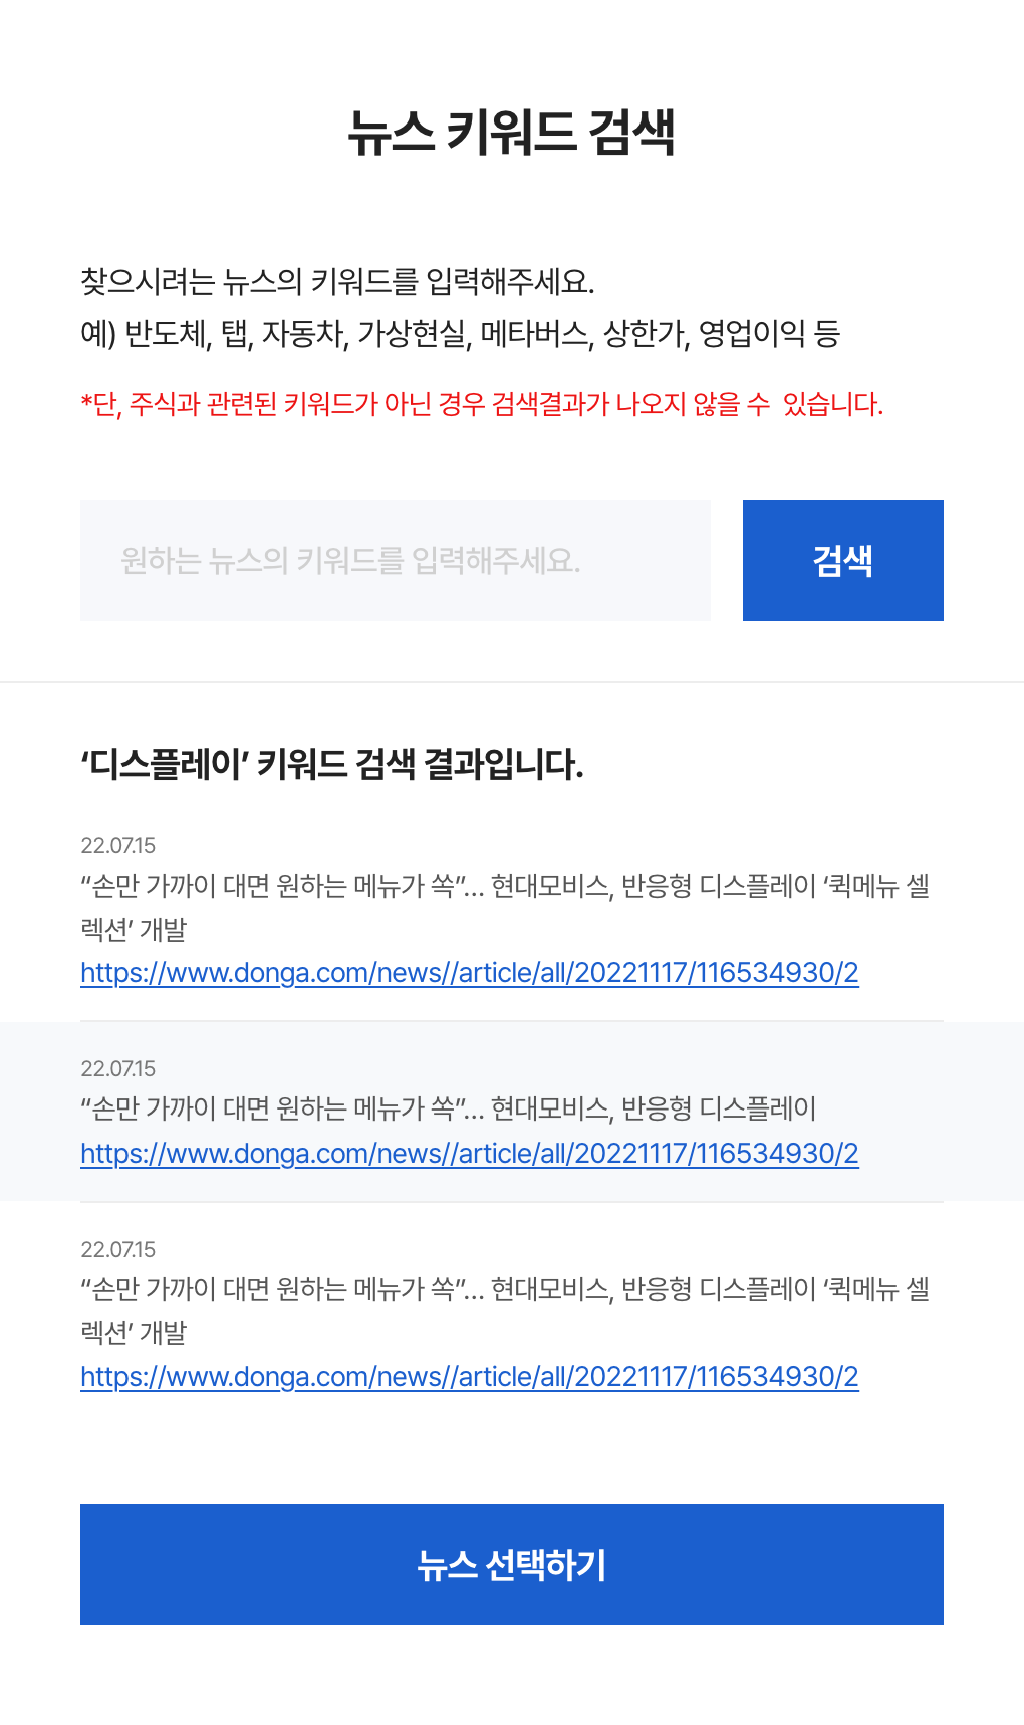 뉴스 키워드 검색
찾으시려는 뉴스의 키워드를 입력해주세요.
예) 반도체, 탭, 자동차, 가상현실, 메타버스, 상한가, 영업이익 등
*단, 주식과 관련된 키워드가 아닌 경우 검색결과가 나오지 않을 수  있습니다.
원하는 뉴스의 키워드를 입력해주세요.
검색
‘디스플레이’ 키워드 검색 결과입니다.
22.07.15
“손만 가까이 대면 원하는 메뉴가 쏙”… 현대모비스, 반응형 디스플레이 ‘퀵메뉴 셀
렉션’ 개발
https://www.donga.com/news//article/all/20221117/116534930/2
22.07.15
“손만 가까이 대면 원하는 메뉴가 쏙”… 현대모비스, 반응형 디스플레이
https://www.donga.com/news//article/all/20221117/116534930/2
22.07.15
“손만 가까이 대면 원하는 메뉴가 쏙”… 현대모비스, 반응형 디스플레이 ‘퀵메뉴 셀
렉션’ 개발
https://www.donga.com/news//article/all/20221117/116534930/2
뉴스 선택하기